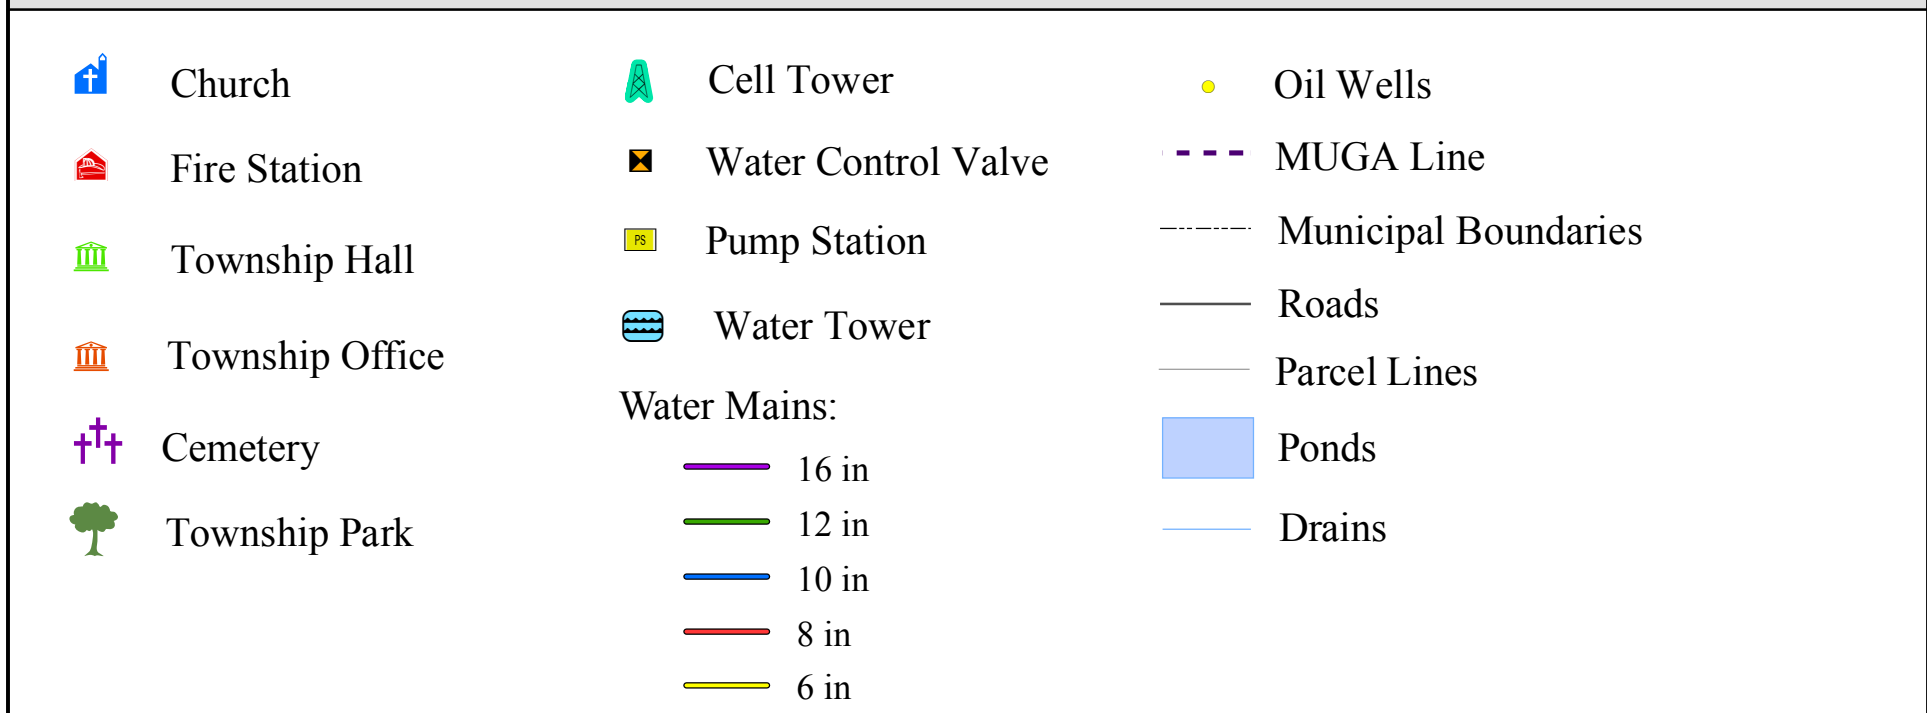 Church
Fire Station
Township Hall
Township Office
Cemetery
Township Park
Cell Tower
Water Control Valve
PS
Pump Station
Water Tower
Water Mains:
16 in
12 in
10 in
8 in
6 in
Oil Wells
MUGA Line
Municipal Boundaries
Roads
Parcel Lines
Ponds
Drains